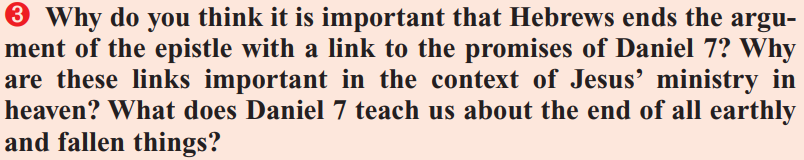 ❸ Why do you think it is important that Hebrews ends the argu-
ment of the epistle with a link to the promises of Daniel 7? Why
are these links important in the context of Jesus’ ministry in
heaven? What does Daniel 7 teach us about the end of all earthly
and fallen things?